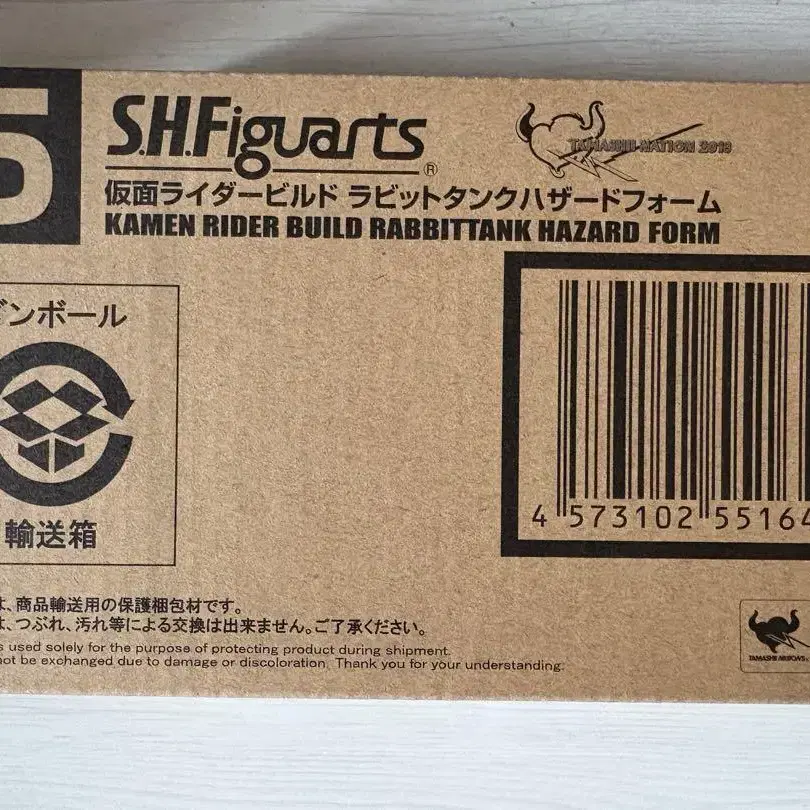 5
S.H.Figuarts®
TAMASHII NATION 2018
仮面ライダービルド ラビットタンクハザードフォーム
KAMEN RIDER BUILD RABBITTANK HAZARD FORM
ンボール
輸送箱
4 573102 55164
、商品輸送用の保護梱包材です。
、つぶれ、汚れ等による交換は出来ません。ご了承ください。
s used solely for the purpose of protecting product during shipment.
not be exchanged due to damage or discoloration. Thank you for your understanding.
TAMASHII NATIONS